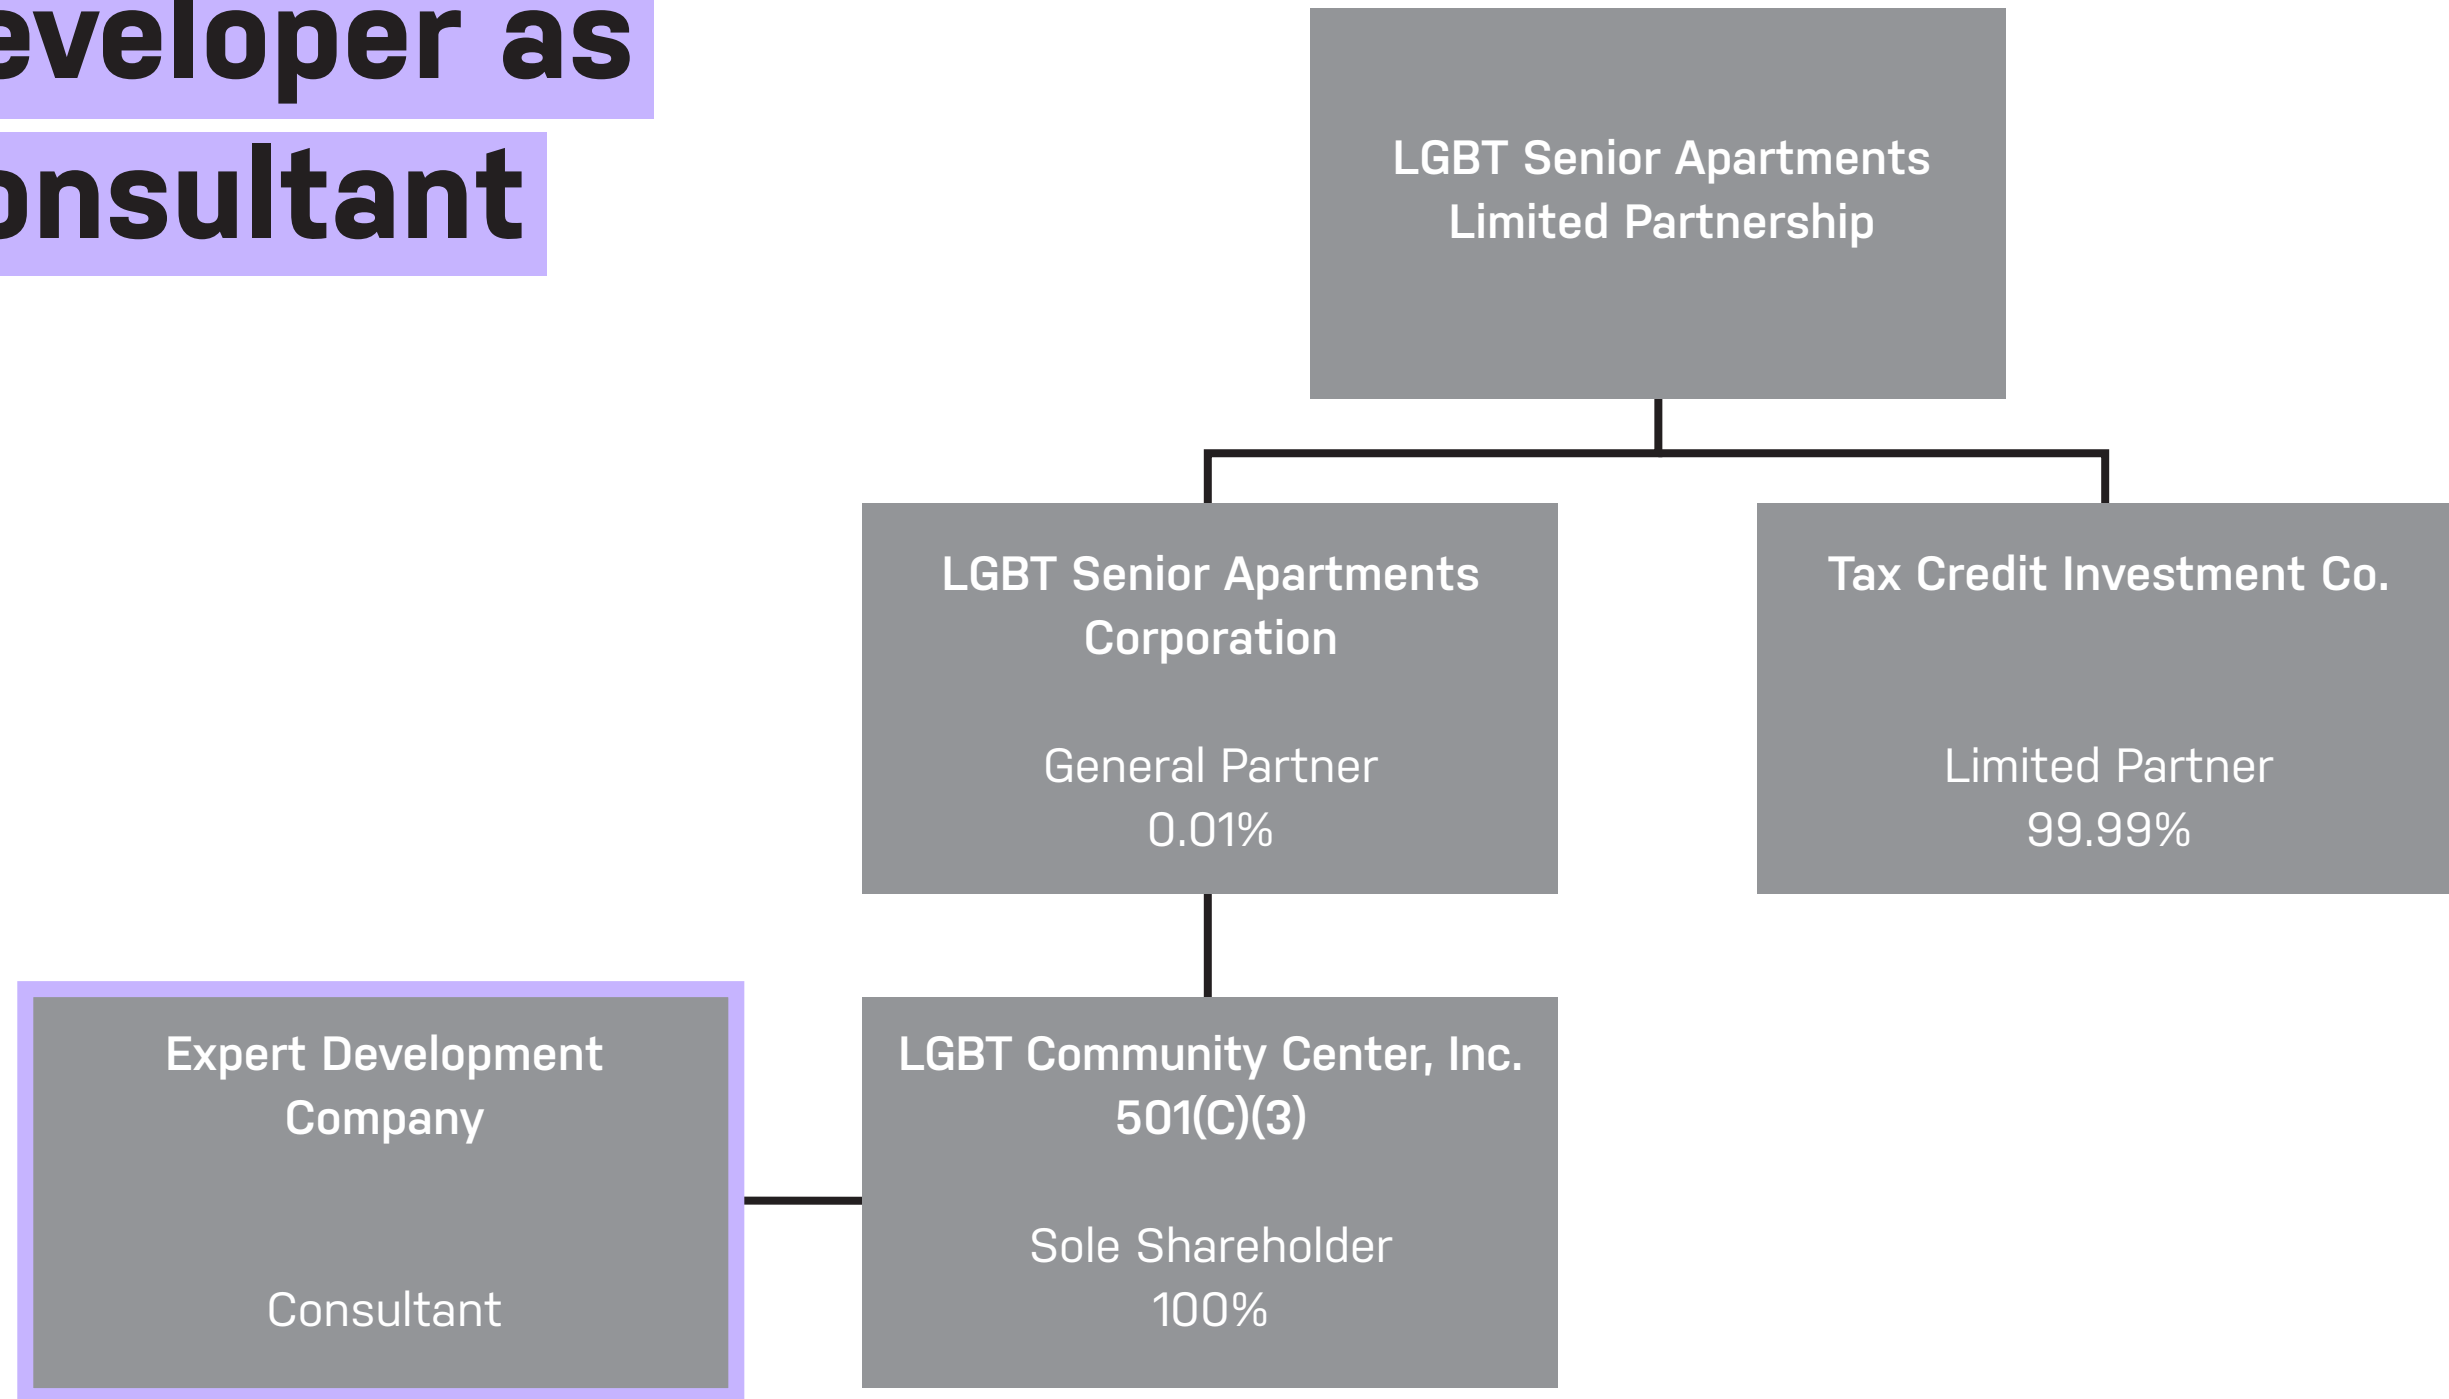 eveloper as
onsultant
LGBT Senior Apartments
Limited Partnership
LGBT Senior Apartments
Corporation
General Partner
0.01%
Tax Credit Investment Co.
Limited Partner
99.99%
Expert Development
Company
Consultant
LGBT Community Center, Inc.
501(C)(3)
Sole Shareholder
100%